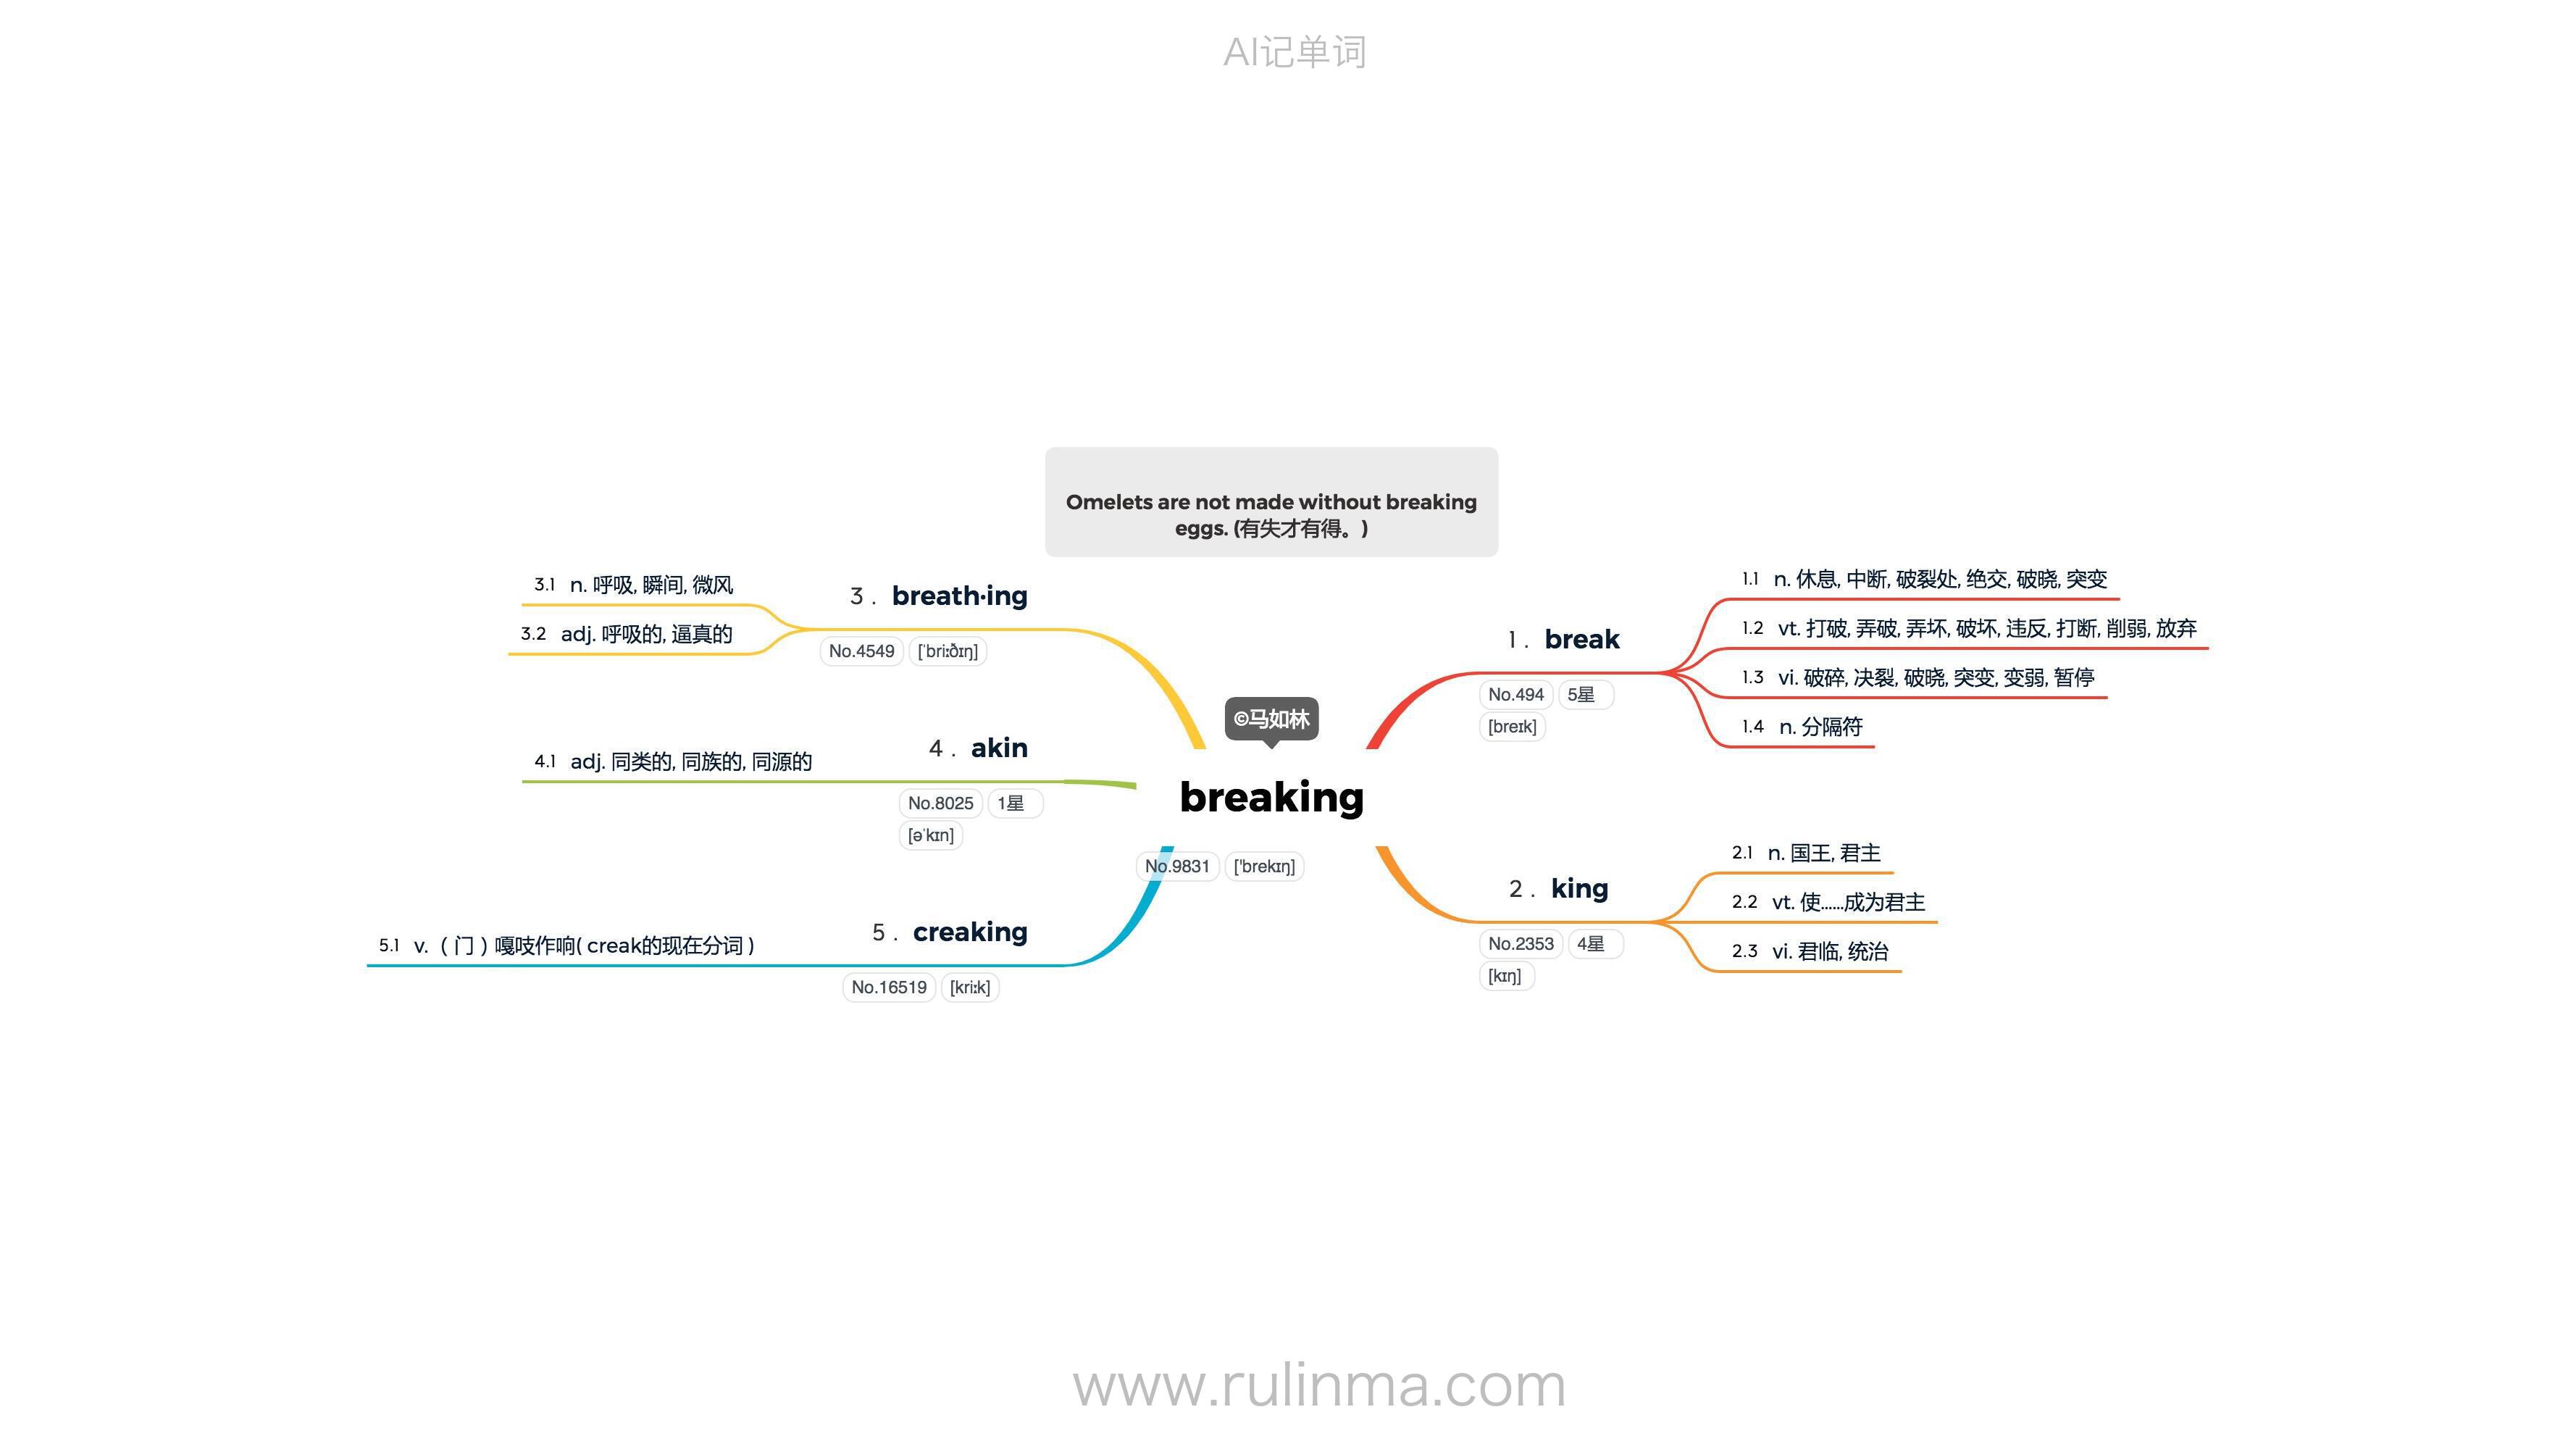 AI记单词
Omelets are not made without breaking
eggs. (有失才有得。)
©马如林
breaking
No.9831 ['brekɪŋ]
1 . break
No.494 5星
[breɪk]
1.1 n. 休息, 中断, 破裂处, 绝交, 破晓, 突变
1.2 vt. 打破, 弄破, 弄坏, 破坏, 违反, 打断, 削弱, 放弃
1.3 vi. 破碎, 决裂, 破晓, 突变, 变弱, 暂停
1.4 n. 分隔符
2 . king
No.2353 4星
[kɪŋ]
2.1 n. 国王, 君主
2.2 vt. 使……成为君主
2.3 vi. 君临, 统治
3 . breath·ing
No.4549 [ˈbriːðɪŋ]
3.1 n. 呼吸, 瞬间, 微风
3.2 adj. 呼吸的, 逼真的
4 . akin
No.8025 1星
[əˈkɪn]
4.1 adj. 同类的, 同族的, 同源的
5 . creaking
No.16519 [kriːk]
5.1 v.（ 门 ）嘎吱作响( creak的现在分词 )
www.rulinma.com